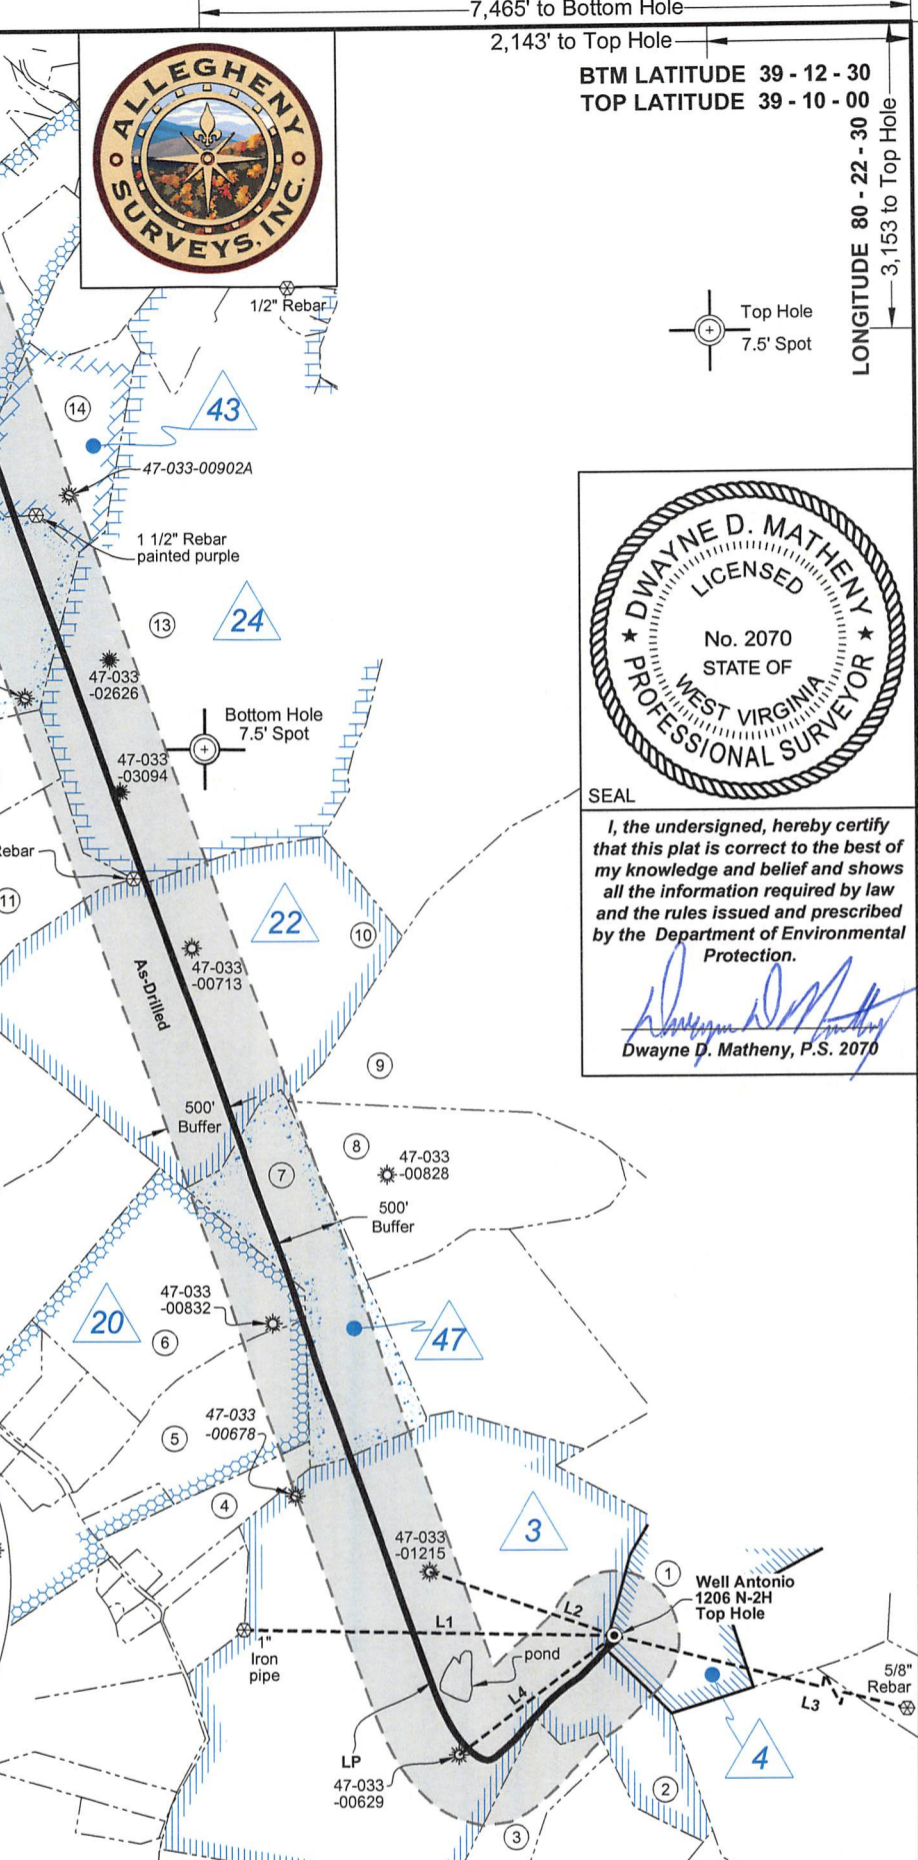 7,465' to Bottom Hole
2,143' to Top Hole
BTM LATITUDE 39 - 12 - 30
TOP LATITUDE 39 - 10 - 00
LONGITUDE 80 - 22 - 30
3,153 to Top Hole
ALLEGHENY
SURVEYS, INC.
1/2" Rebar
Top Hole
7.5' Spot
14
43
47-033-00902A
1 1/2" Rebar
painted purple
DWAYNE D. MATHENY
LICENSED
No. 2070
STATE OF
WEST VIRGINIA
PROFESSIONAL SURVEYOR
SEAL
13
24
47-033
-02626
Bottom Hole
7.5' Spot
47-033
-03094
ebar
11
22
10
47-033
-00713
As-Drilled
I, the undersigned, hereby certify
that this plat is correct to the best of
my knowledge and belief and shows
all the information required by law
and the rules issued and prescribed
by the Department of Environmental
Protection.
Dwayne D. Matheny, P.S. 2070
9
500'
Buffer
8
47-033
-00828
7
500'
Buffer
47-033
-00832
20
6
47
47-033
-00678
5
4
3
47-033
-01215
1
Well Antonio
1206 N-2H
Top Hole
L2
L1
1"
Iron
pipe
pond
L4
5/8"
Rebar
L3
4
LP
47-033
-00629
2
3